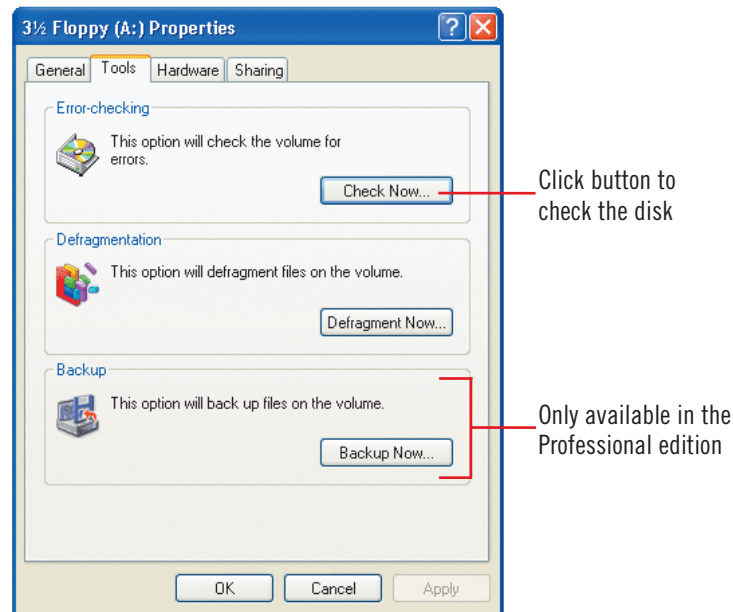 3½ Floppy (A:) Properties
General Tools Hardware Sharing
Error-checking
This option will check the volume for
errors.
Check Now...
Click button to
check the disk
Defragmentation
This option will defragment files on the volume.
Defragment Now...
Backup
This option will back up files on the volume.
Backup Now...
Only available in the
Professional edition
OK Cancel Apply